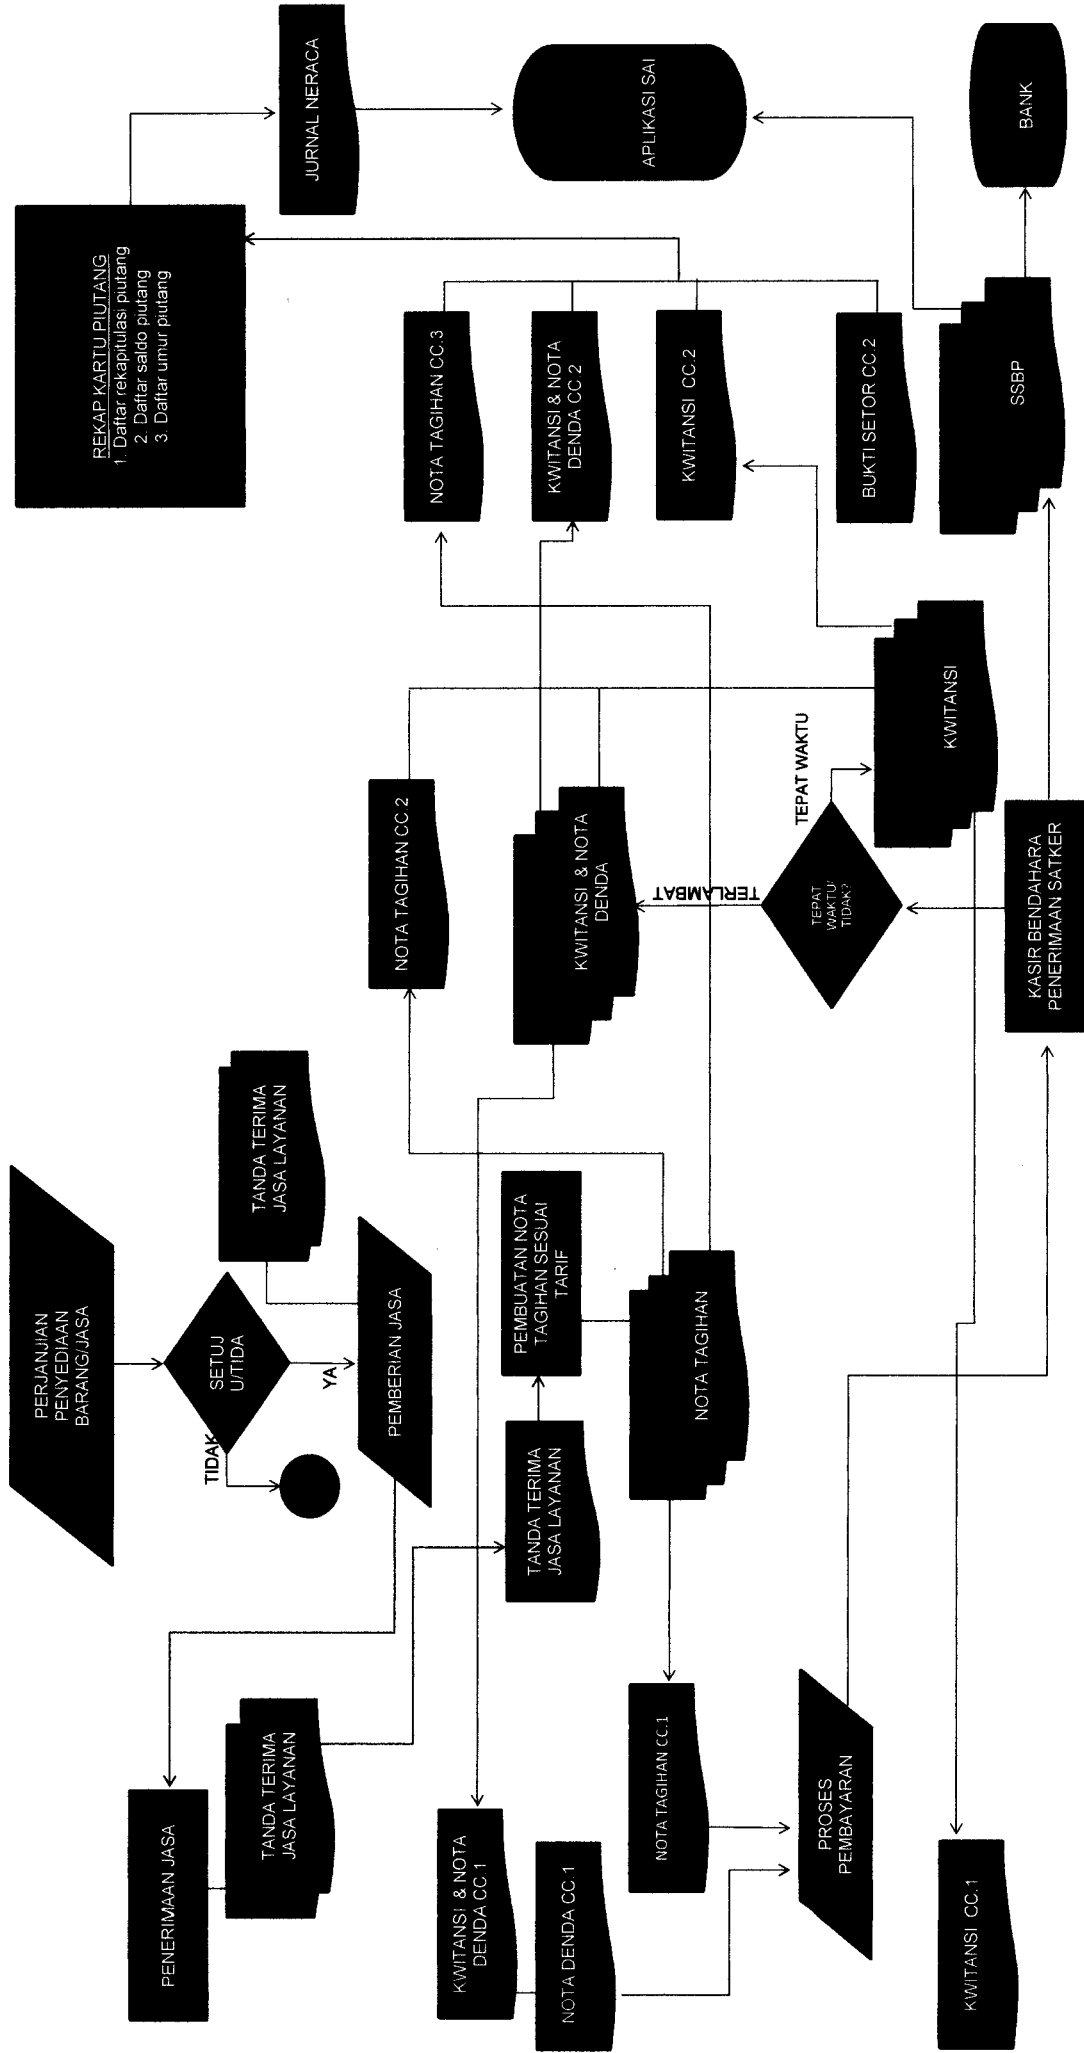 PERJANJIAN
PENYEDIAAN
BARANG/JASA
SETUJ
U/TIDA
TIDAK
YA
PENERIMAAN JASA
TANDA TERIMA
JASA LAYANAN
PEMBERIAN JASA
TANDA TERIMA
JASA LAYANAN
REKAP KARTU PIUTANG
1. Daftar rekapitulasi piutang
2. Daftar saldo piutang
3. Daftar umur piutang
JURNAL NERACA
KWITANSI & NOTA
DENDA CC.1
NOTA DENDA CC.1
TANDA TERIMA
JASA LAYANAN
PEMBUATAN NOTA
TAGIHAN SESUAI
TARIF
NOTA TAGIHAN CC.2
NOTA TAGIHAN CC.3
KWITANSI & NOTA
DENDA
KWITANSI & NOTA
DENDA CC.2
APLIKASI SAI
NOTA TAGIHAN CC.1
NOTA TAGIHAN
TERLAMBAT
KWITANSI CC.2
PROSES
PEMBAYARAN
TEPAT
WAKTU/
TIDAK?
TEPAT WAKTU
BUKTI SETOR CC.2
KWITANSI CC.1
KWITANSI
SSBP
KASIR BENDAHARA
PENERIMAAN SATKER
BANK